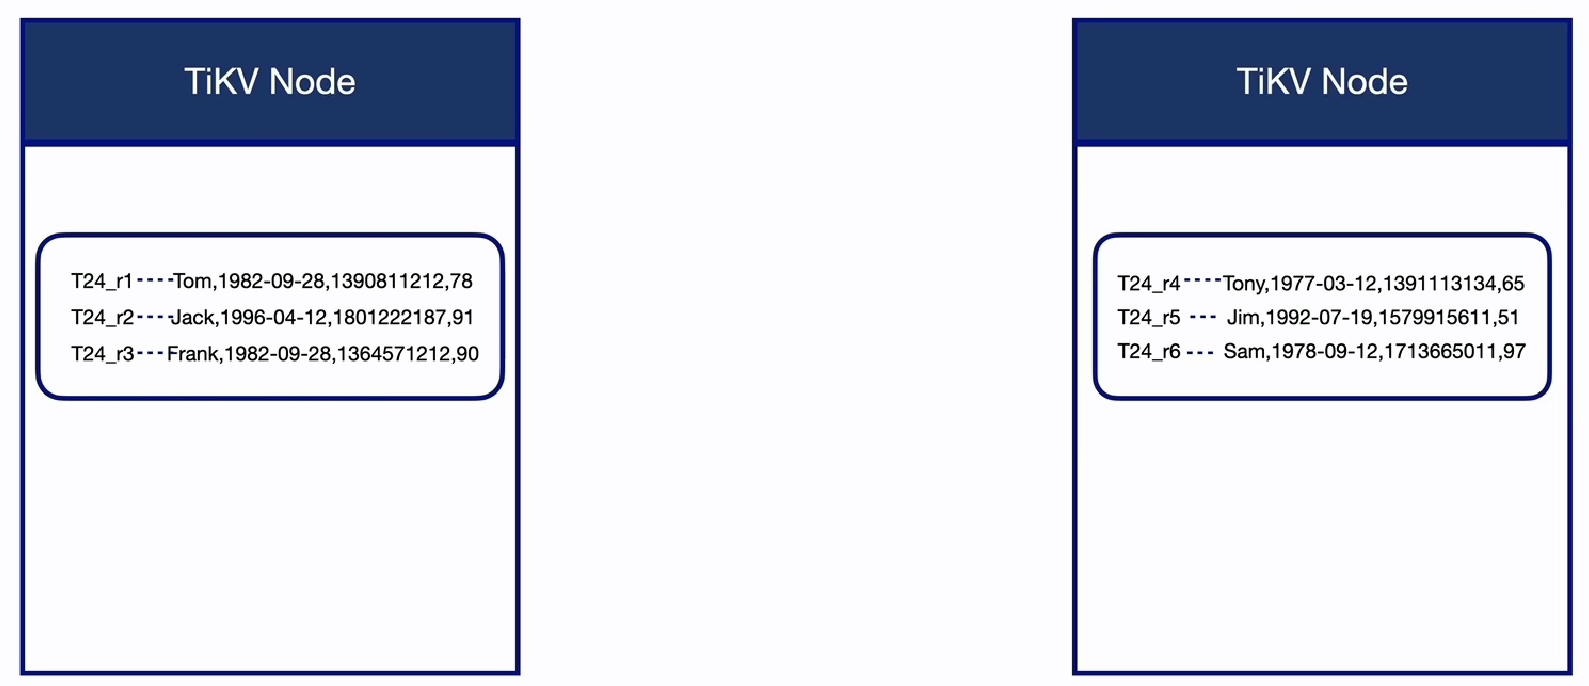 TiKV Node
T24_r1----Tom,1982-09-28,1390811212,78
T24_r2----Jack,1996-04-12,1801222187,91
T24_r3---Frank,1982-09-28,1364571212,90
TiKV Node
T24_r4----Tony,1977-03-12,1391113134,65
T24_r5 --- Jim,1992-07-19,1579915611,51
T24_r6 --- Sam,1978-09-12,1713665011,97